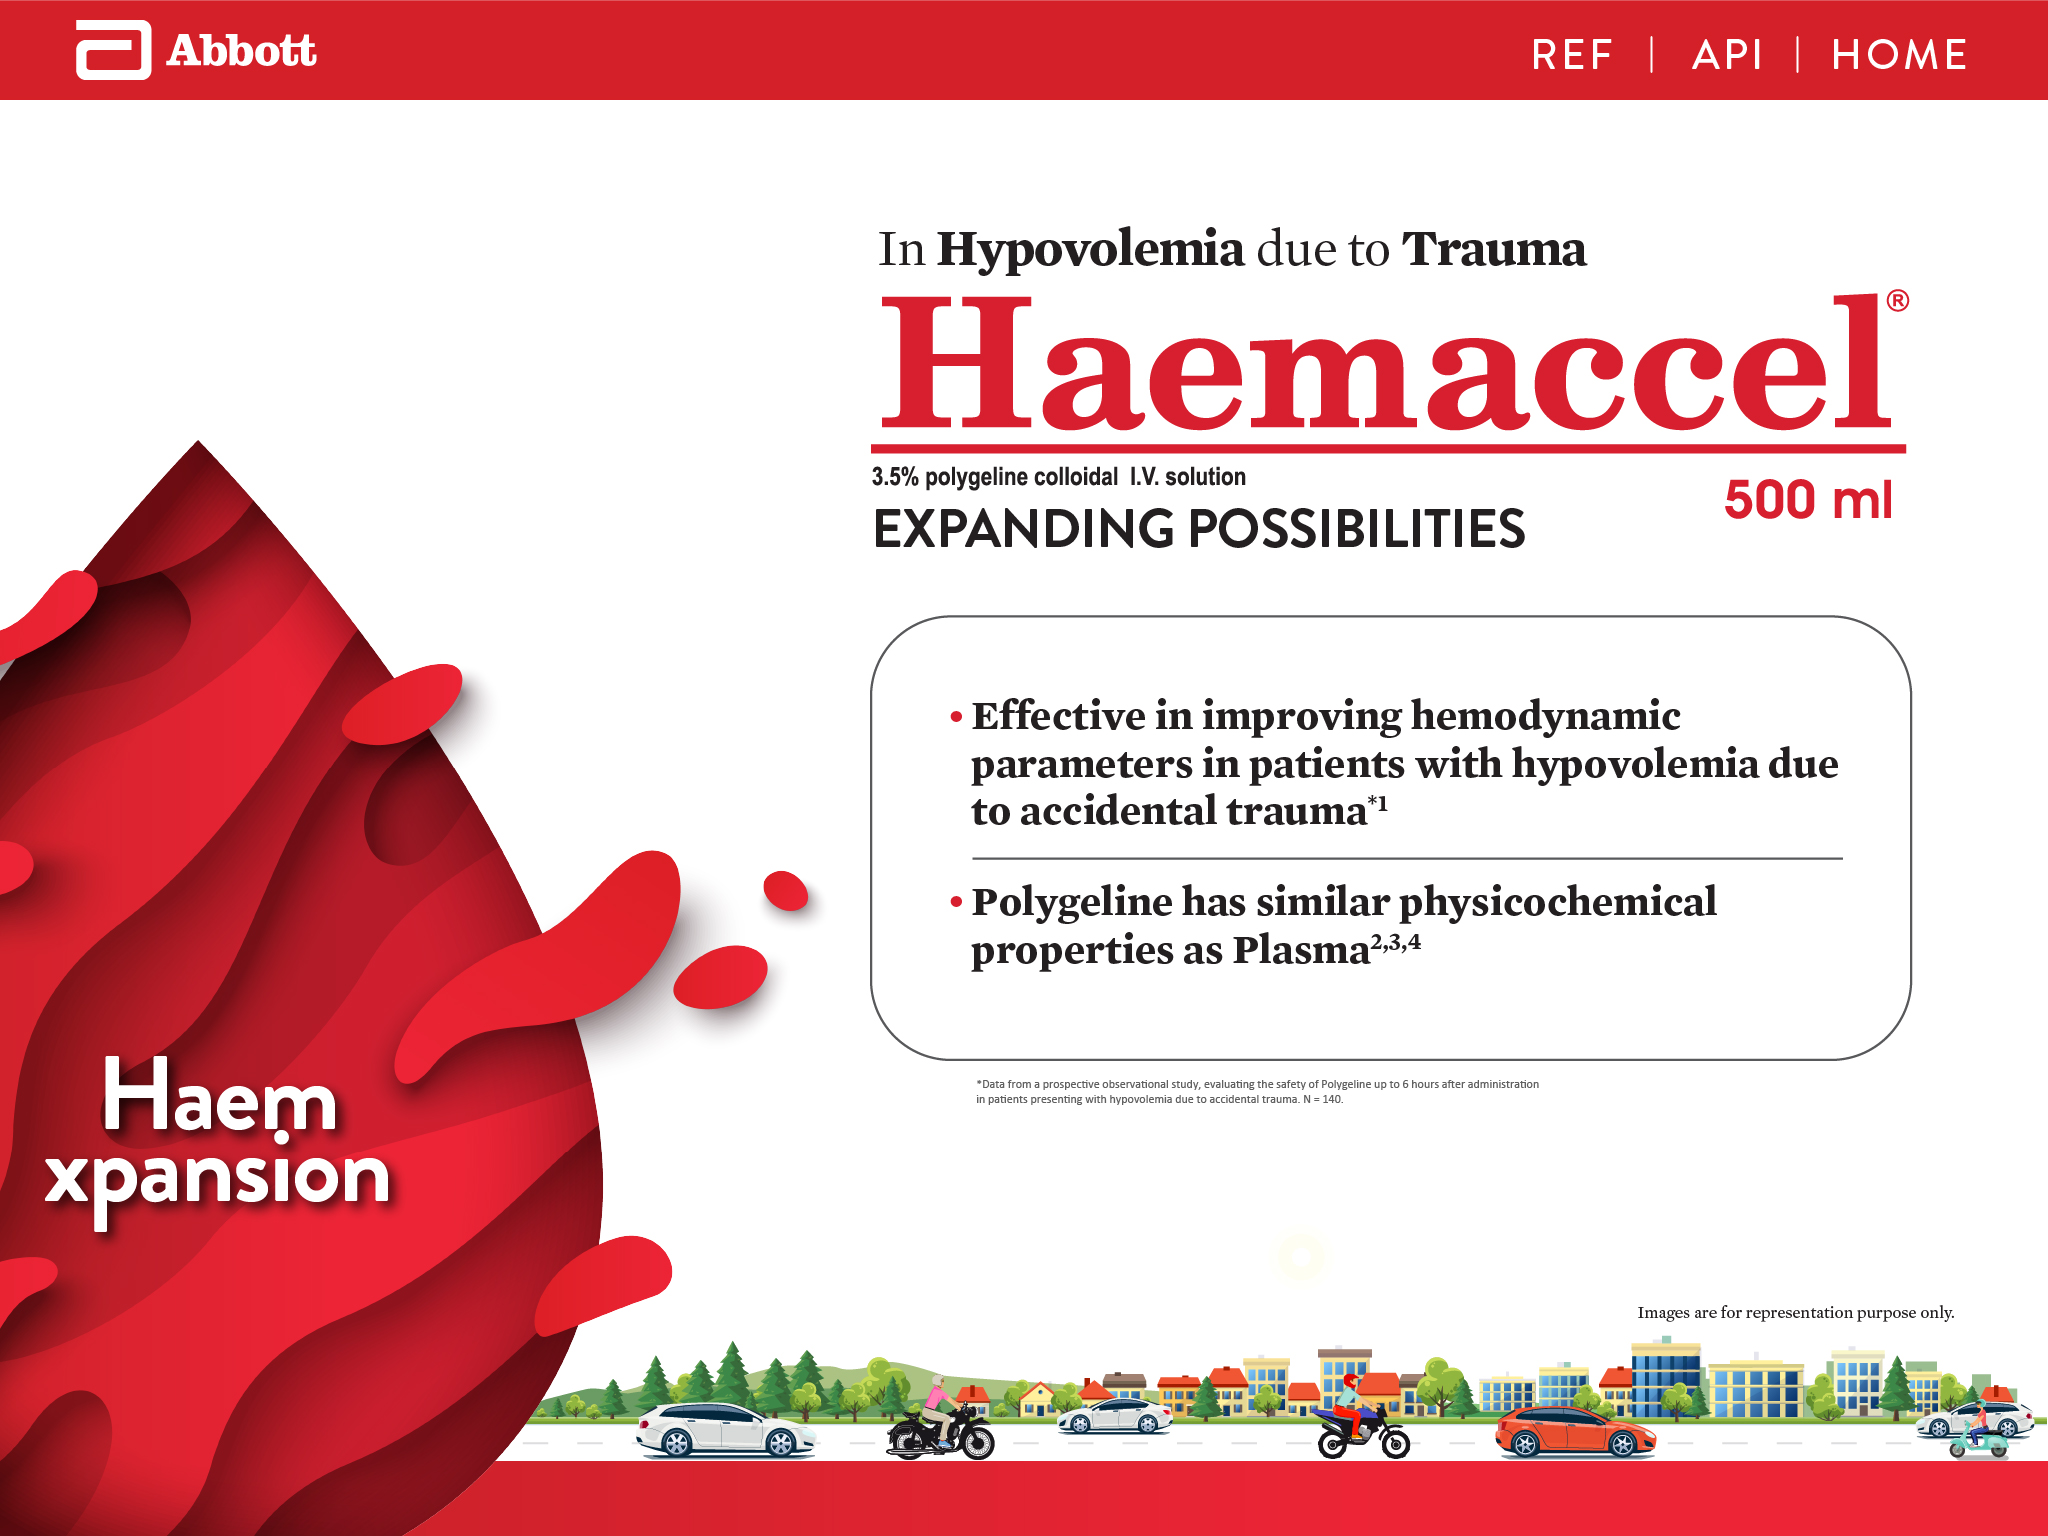 Abbott
REF | API | HOME
In Hypovolemia due to Trauma
Haemaccel®
3.5% polygeline colloidal I.V. solution
500 ml
EXPANDING POSSIBILITIES
• Effective in improving hemodynamic
parameters in patients with hypovolemia due
to accidental trauma*1
• Polygeline has similar physicochemical
properties as Plasma2,3,4
*Data from a prospective observational study, evaluating the safety of Polygeline up to 6 hours after administration
in patients presenting with hypovolemia due to accidental trauma. N = 140.
Haem
xpansion
Images are for representation purpose only.